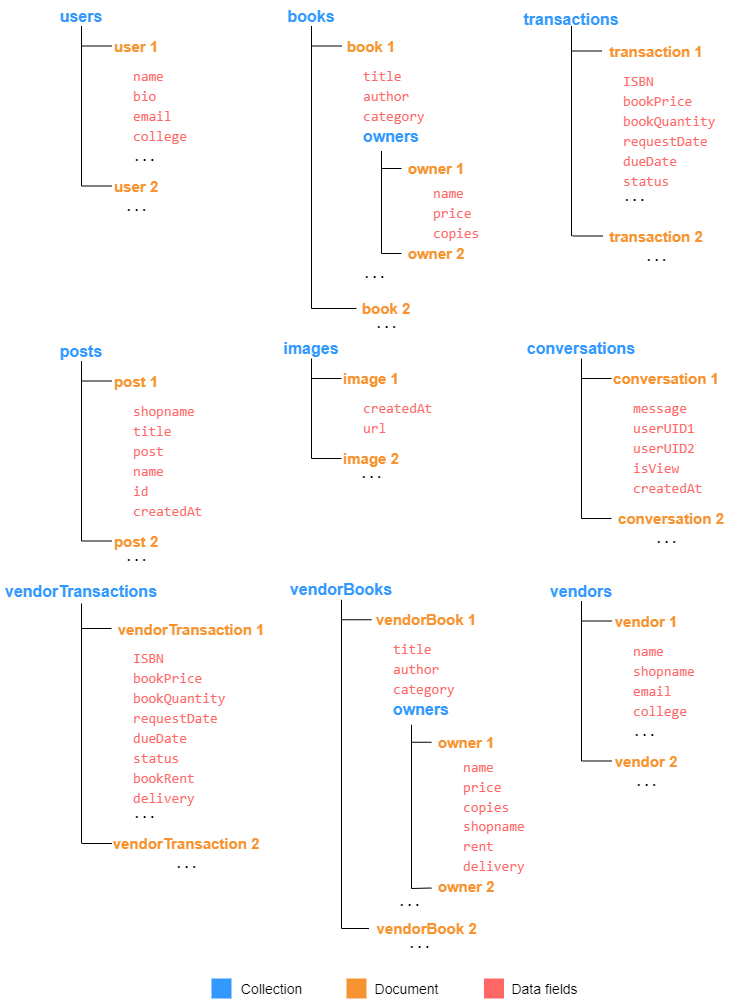 users
user 1
name
bio
email
college
...
user 2
...
books
book 1
title
author
category
owners
owner 1
name
price
copies
owner 2
...
book 2
...
transactions
transaction 1
ISBN
bookPrice
bookQuantity
requestDate
dueDate
status
...
transaction 2
...
posts
post 1
shopname
title
post
name
id
createdAt
post 2
...
images
image 1
createdAt
url
image 2
...
conversations
conversation 1
message
userUID1
userUID2
isView
createdAt
conversation 2
...
vendorTransactions
vendorTransaction 1
ISBN
bookPrice
bookQuantity
requestDate
dueDate
status
bookRent
delivery
...
vendorTransaction 2
...
vendorBooks
vendorBook 1
title
author
category
owners
owner 1
name
price
copies
shopname
rent
delivery
owner 2
...
vendorBook 2
...
vendors
vendor 1
name
shopname
email
college
...
vendor 2
...
Collection
Document
Data fields